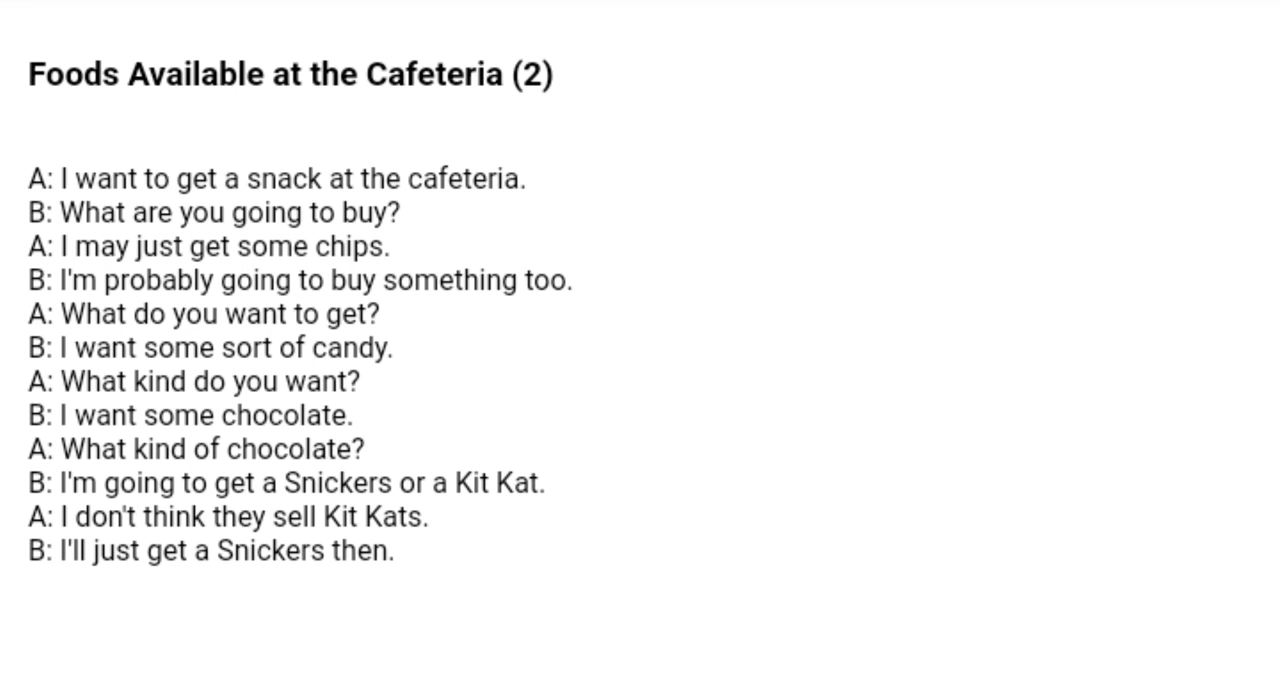 Foods Available at the Cafeteria (2)
A: I want to get a snack at the cafeteria.
B: What are you going to buy?
A: I may just get some chips.
B: I'm probably going to buy something too.
A: What do you want to get?
B: I want some sort of candy.
A: What kind do you want?
B: I want some chocolate.
A: What kind of chocolate?
B: I'm going to get a Snickers or a Kit Kat.
A: I don't think they sell Kit Kats.
B: I'll just get a Snickers then.